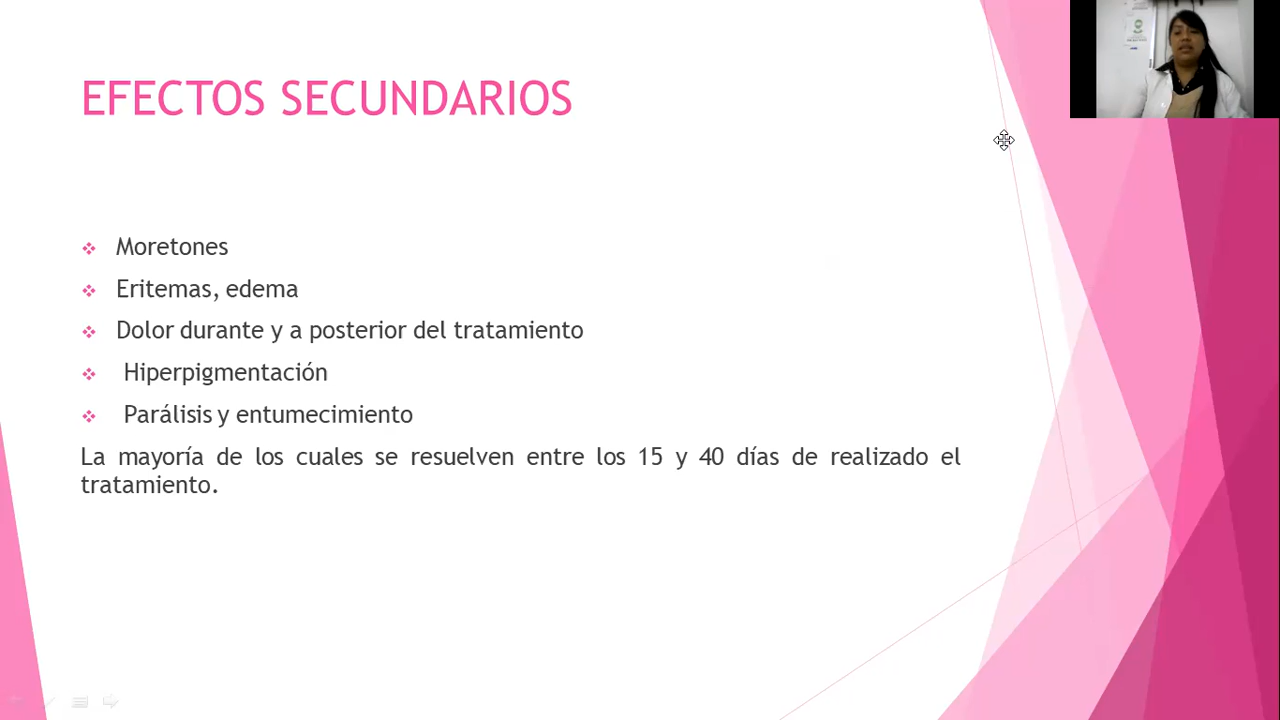 EFECTOS SECUNDARIOS
Moretones
Eritemas, edema
Dolor durante y a posterior del tratamiento
Hiperpigmentación
Parálisis y entumecimiento
La mayoría de los cuales se resuelven entre los 15 y 40 días de realizado el
tratamiento.